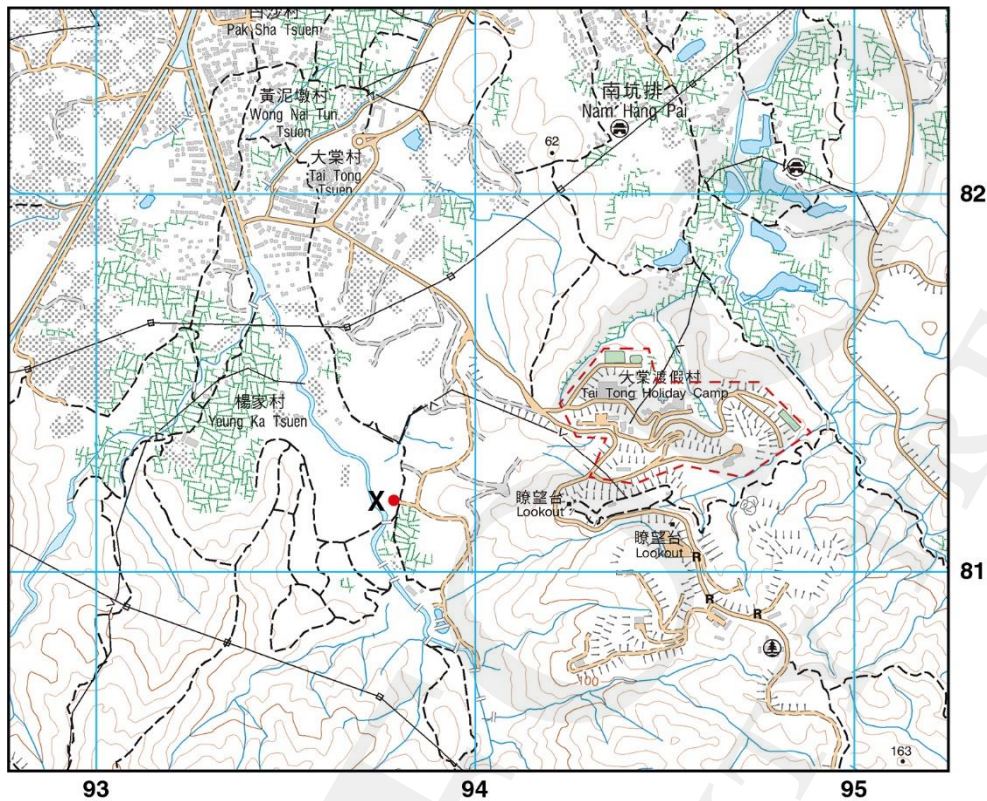 白沙村
Pak Sha Tsuen
黃泥墩村
Wong Nai Tun
Tsuen
大棠村
Tai Tong
Tsuen
南坑排
Nam Hang Pai
62
82
大棠渡假村
Tai Tong Holiday Camp
楊家村
Yeung Ka Tsuen
X
瞭望台
Lookout
瞭望台
Lookout
R
81
R
R
100
163
93
94
95